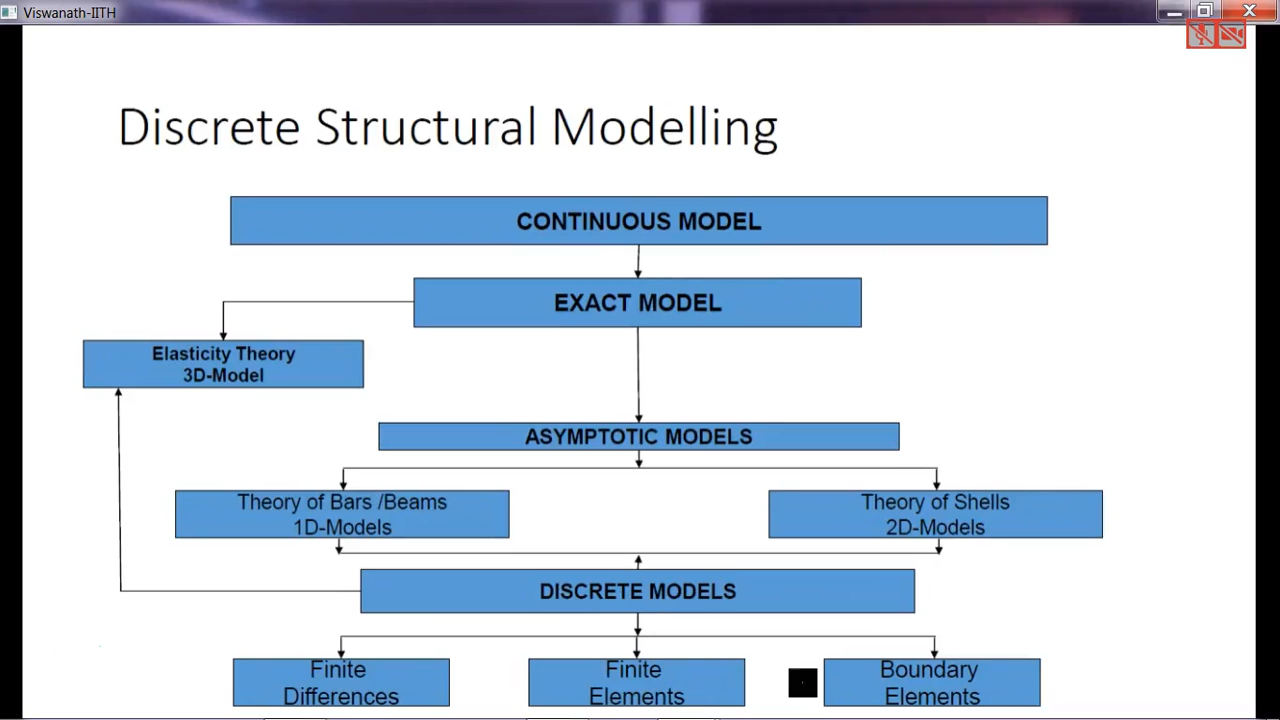 Viswanath-IITH
Discrete Structural Modelling
CONTINUOUS MODEL
EXACT MODEL
Elasticity Theory
3D-Model
ASYMPTOTIC MODELS
Theory of Bars /Beams
1D-Models
Theory of Shells
2D-Models
DISCRETE MODELS
Finite
Differences
Finite
Elements
Boundary
Elements